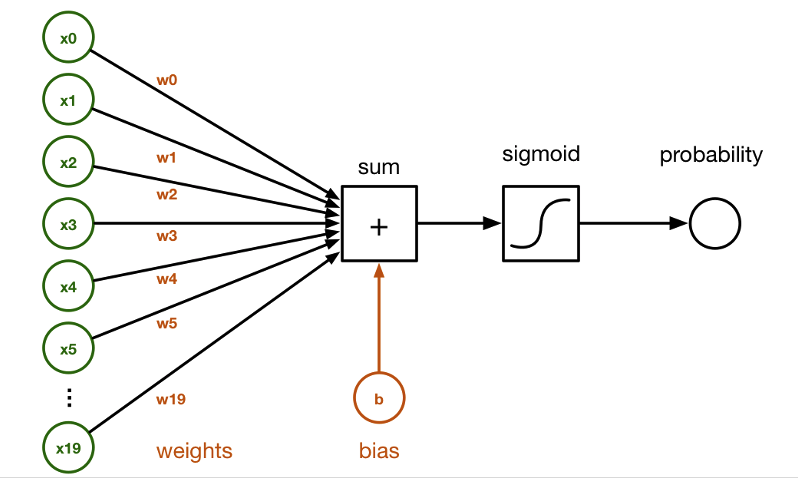 x0
w0
x1
w1
x2
w2
x3
w3
x4
w4
x5
w5
⋮
x19
w19
weights
sum
+
b
bias
sigmoid
probability